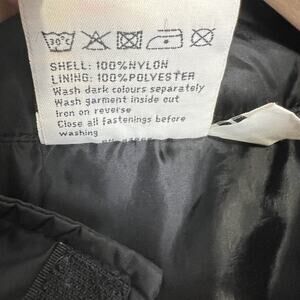 30°C
SHELL: 100%NYLON
LINING: 100%POLYESTER
Wash dark colours separately
Wash garment inside out
Iron on reverse
Close all fastenings before
washing